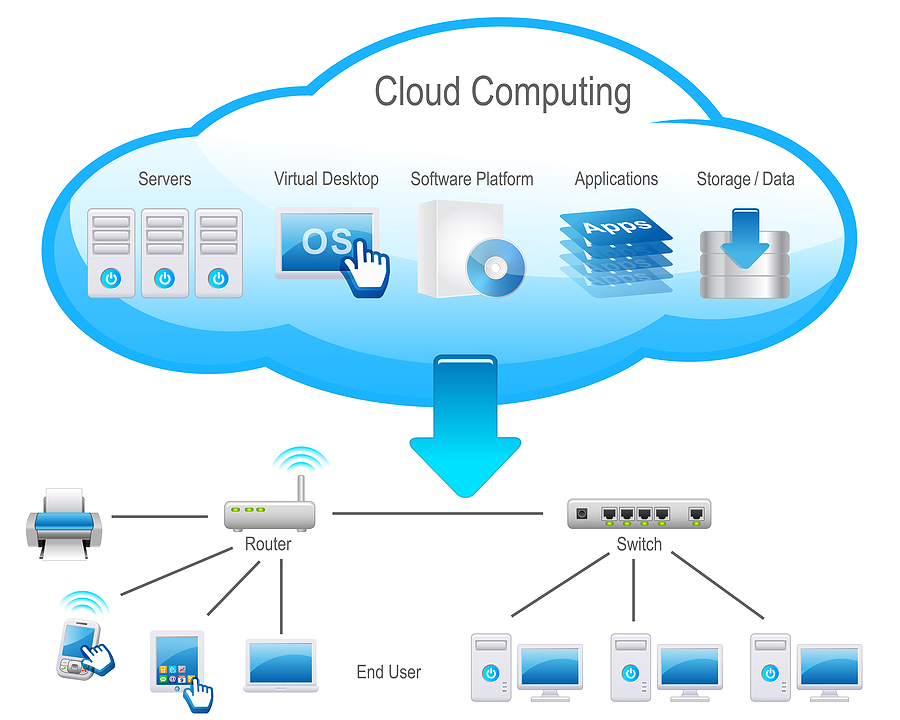 Cloud Computing
Servers
Virtual Desktop
Software Platform
Applications
Storage / Data
OS
Apps
Router
Switch
End User